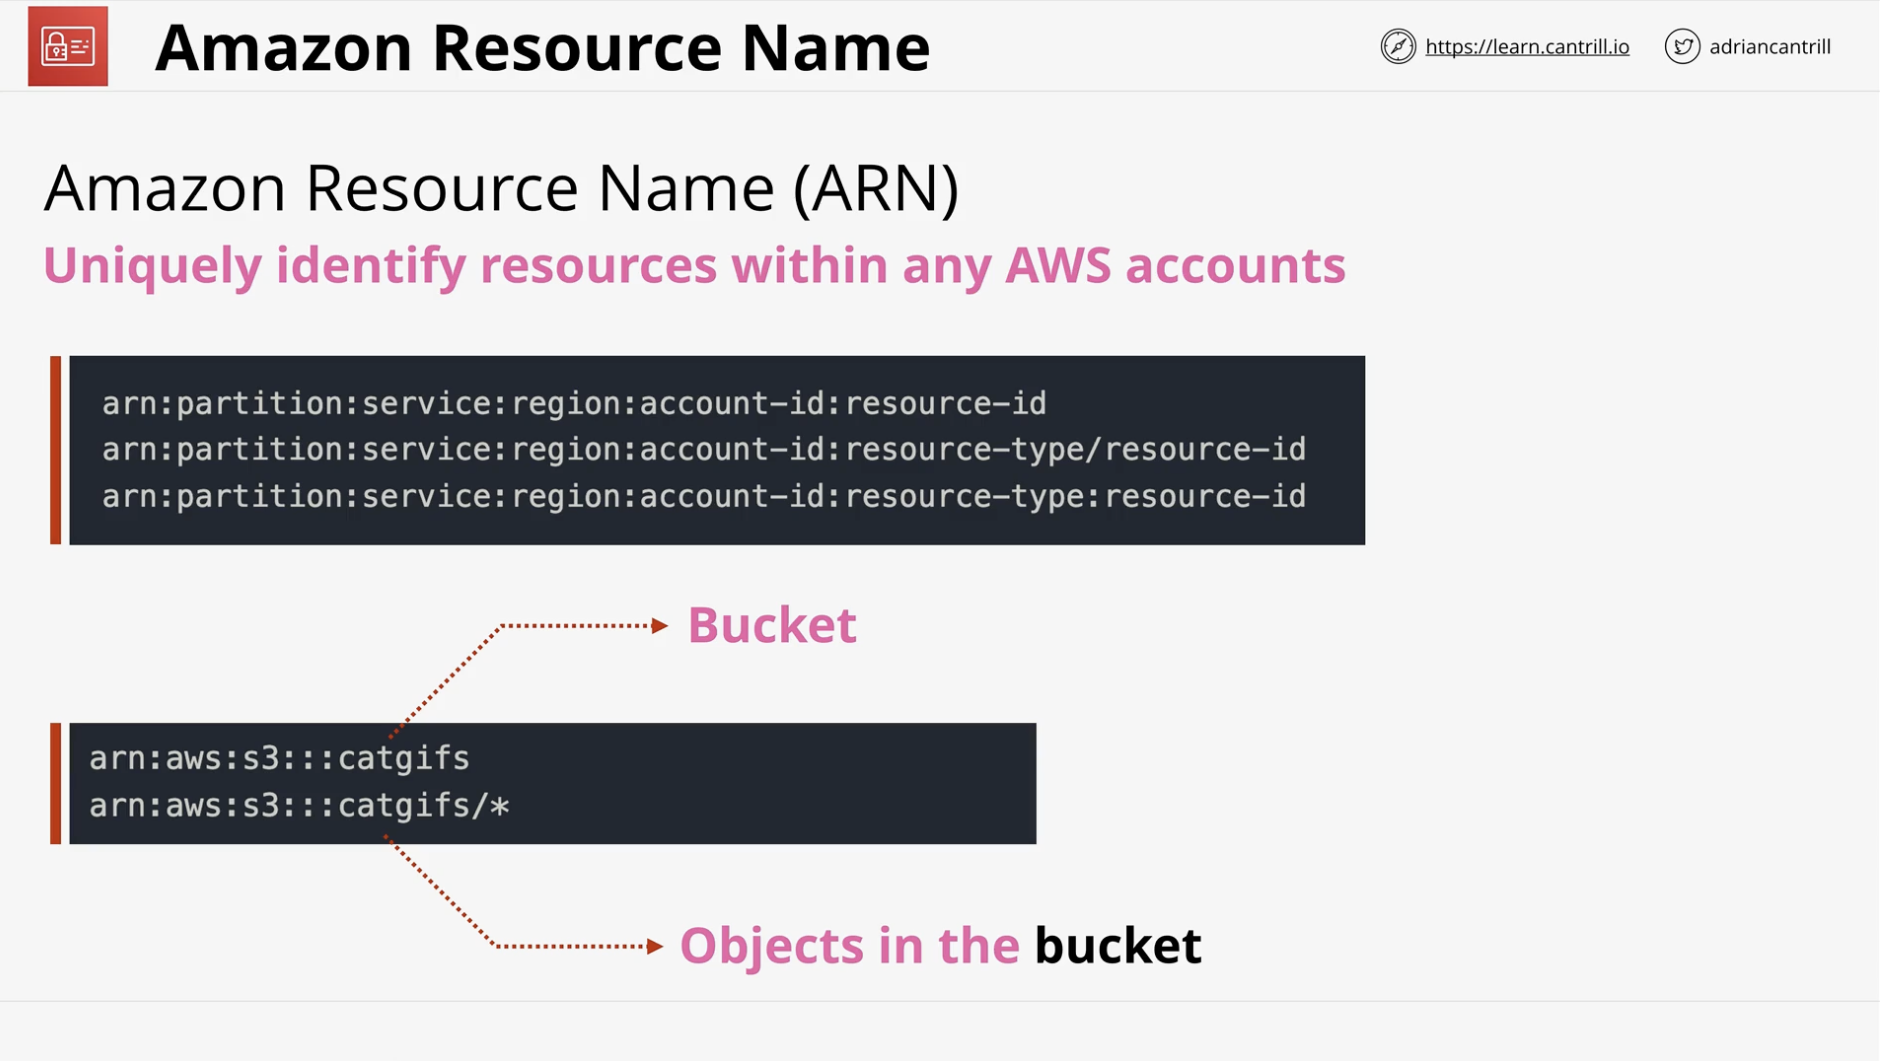 Amazon Resource Name
https://learn.cantrill.io
adriancantrill
Amazon Resource Name (ARN)
Uniquely identify resources within any AWS accounts
arn:partition:service:region:account-id:resource-id
arn:partition:service:region:account-id:resource-type/resource-id
arn:partition:service:region:account-id:resource-type:resource-id
Bucket
arn:aws:s3:::catgifs
arn:aws:s3:::catgifs/*
Objects in the bucket